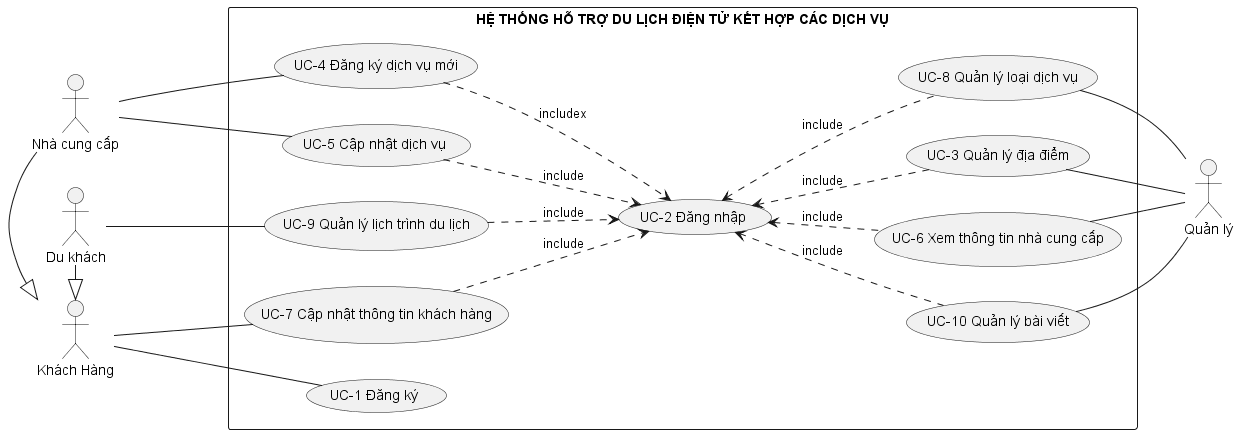 HỆ THỐNG HỖ TRỢ DU LỊCH ĐIỆN TỬ KẾT HỢP CÁC DỊCH VỤ
UC-4 Đăng ký dịch vụ mới
UC-8 Quản lý loại dịch vụ
includex
include
Nhà cung cấp
UC-5 Cập nhật dịch vụ
UC-3 Quản lý địa điểm
include
include
UC-9 Quản lý lịch trình du lịch
include
UC-2 Đăng nhập
include
UC-6 Xem thông tin nhà cung cấp
Quản lý
Du khách
include
include
UC-7 Cập nhật thông tin khách hàng
UC-10 Quản lý bài viết
Khách Hàng
UC-1 Đăng ký